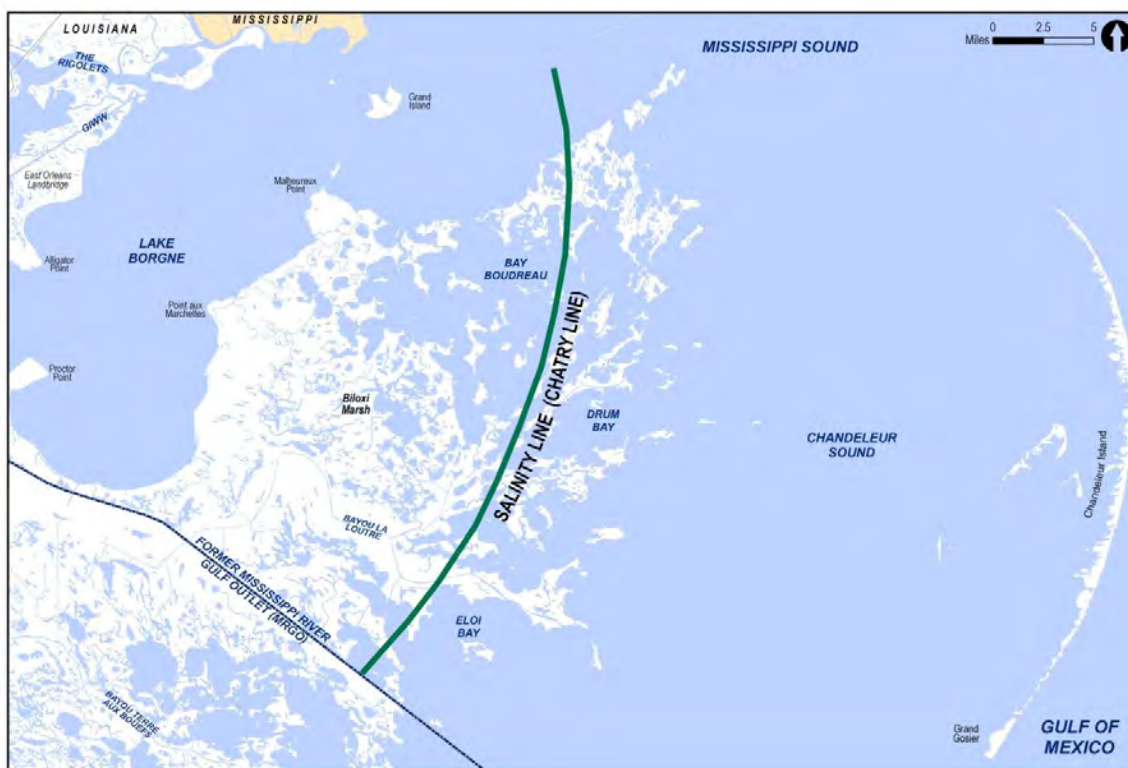 MISSISSIPPI
LOUISIANA
0 2.5 5
Miles
MISSISSIPPI SOUND
THE
RIGOLETS
GIWW
Grand
Island
East Orleans
Landbridge
Malheureux
Point
LAKE
BORGNE
Alligator
Point
BAY
BOUDREAU
Point aux
Marchelles
Proctor
Point
Biloxi
Marsh
SALINITY LINE (CHATRY LINE)
DRUM
BAY
CHANDELEUR
SOUND
Chandeleur Island
BAYOU LA
LOUTRE
FORMER MISSISSIPPI RIVER
GULF OUTLET (MRGO)
ELOI
BAY
BAYOU TERRE
AUX BOUEFS
Grand
Gosier
GULF OF
MEXICO